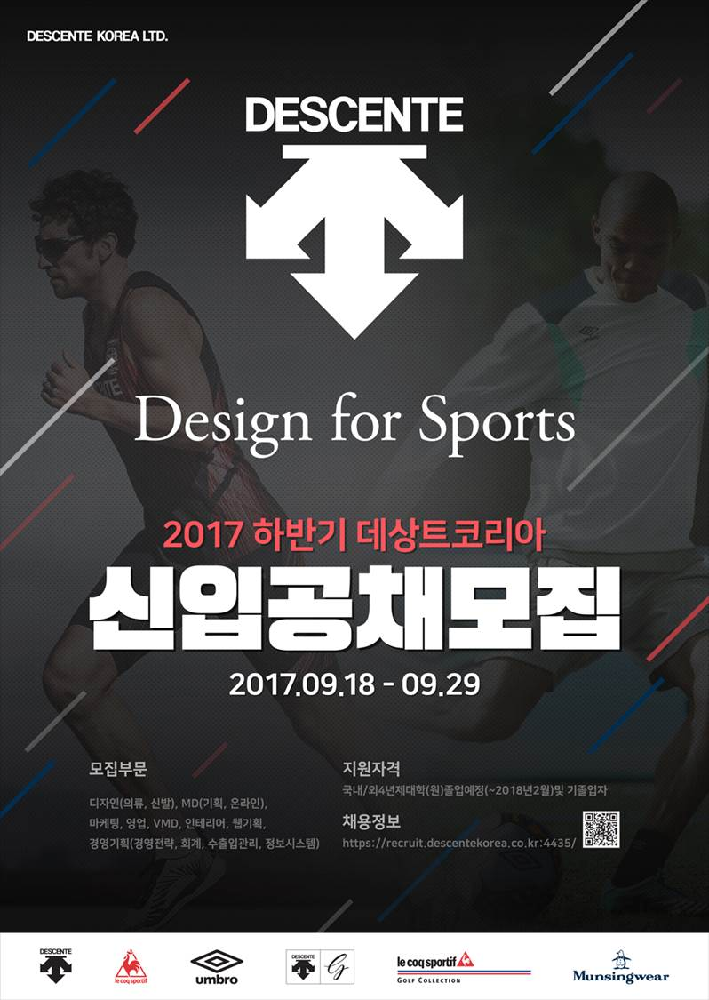 DESCENTE KOREA LTD.
DESCENTE
Design for Sports
2017 하반기 데상트코리아
신입공채모집
2017.09.18 - 09.29
모집부문
디자인(의류, 신발), MD(기획, 온라인),
마케팅, 영업, VMD, 인테리어, 웹기획,
경영기획(경영전략, 회계, 수출입관리, 정보시스템)
지원자격
국내/외4년제대학(원)졸업예정(~2018년2월)및 기졸업자
채용정보
https://recruit.descentekorea.co.kr:4435/
DESCENTE
le coq sportif
umbro
DESCENTE
G
le coq sportif
GOLF COLLECTION
Munsingwear